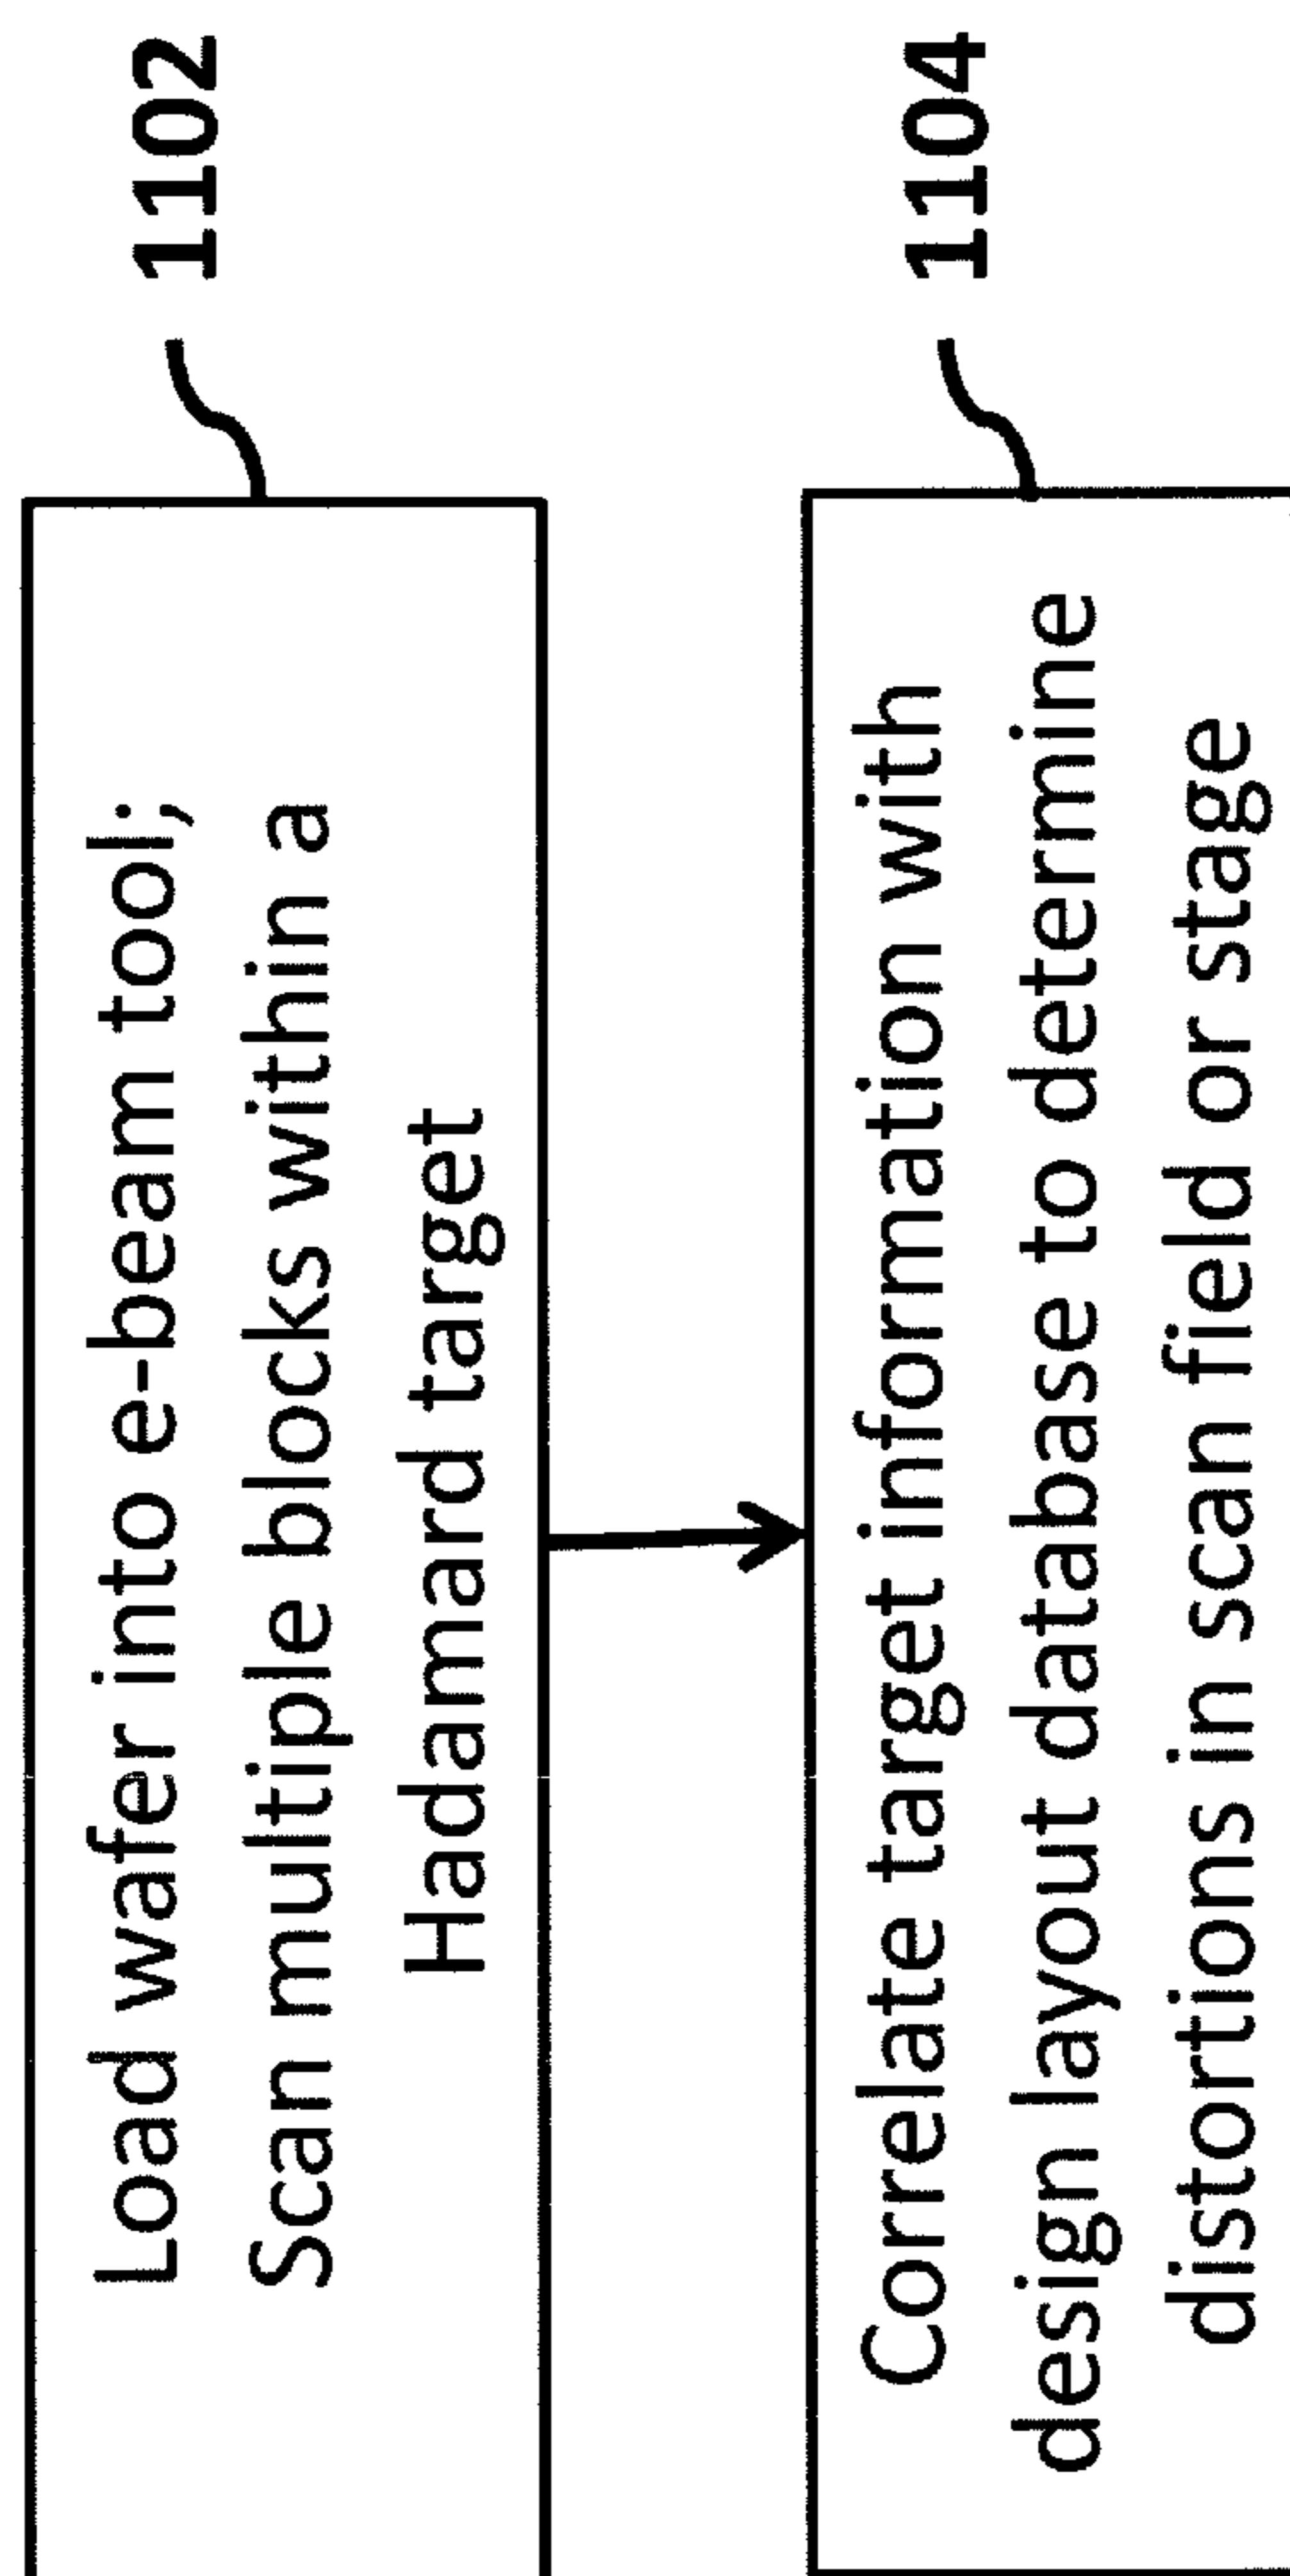 Load wafer into e-beam tool;
Scan multiple blocks within a
Hadamard target
1102
Correlate target information with
design layout database to determine
distortions in scan field or stage
1104